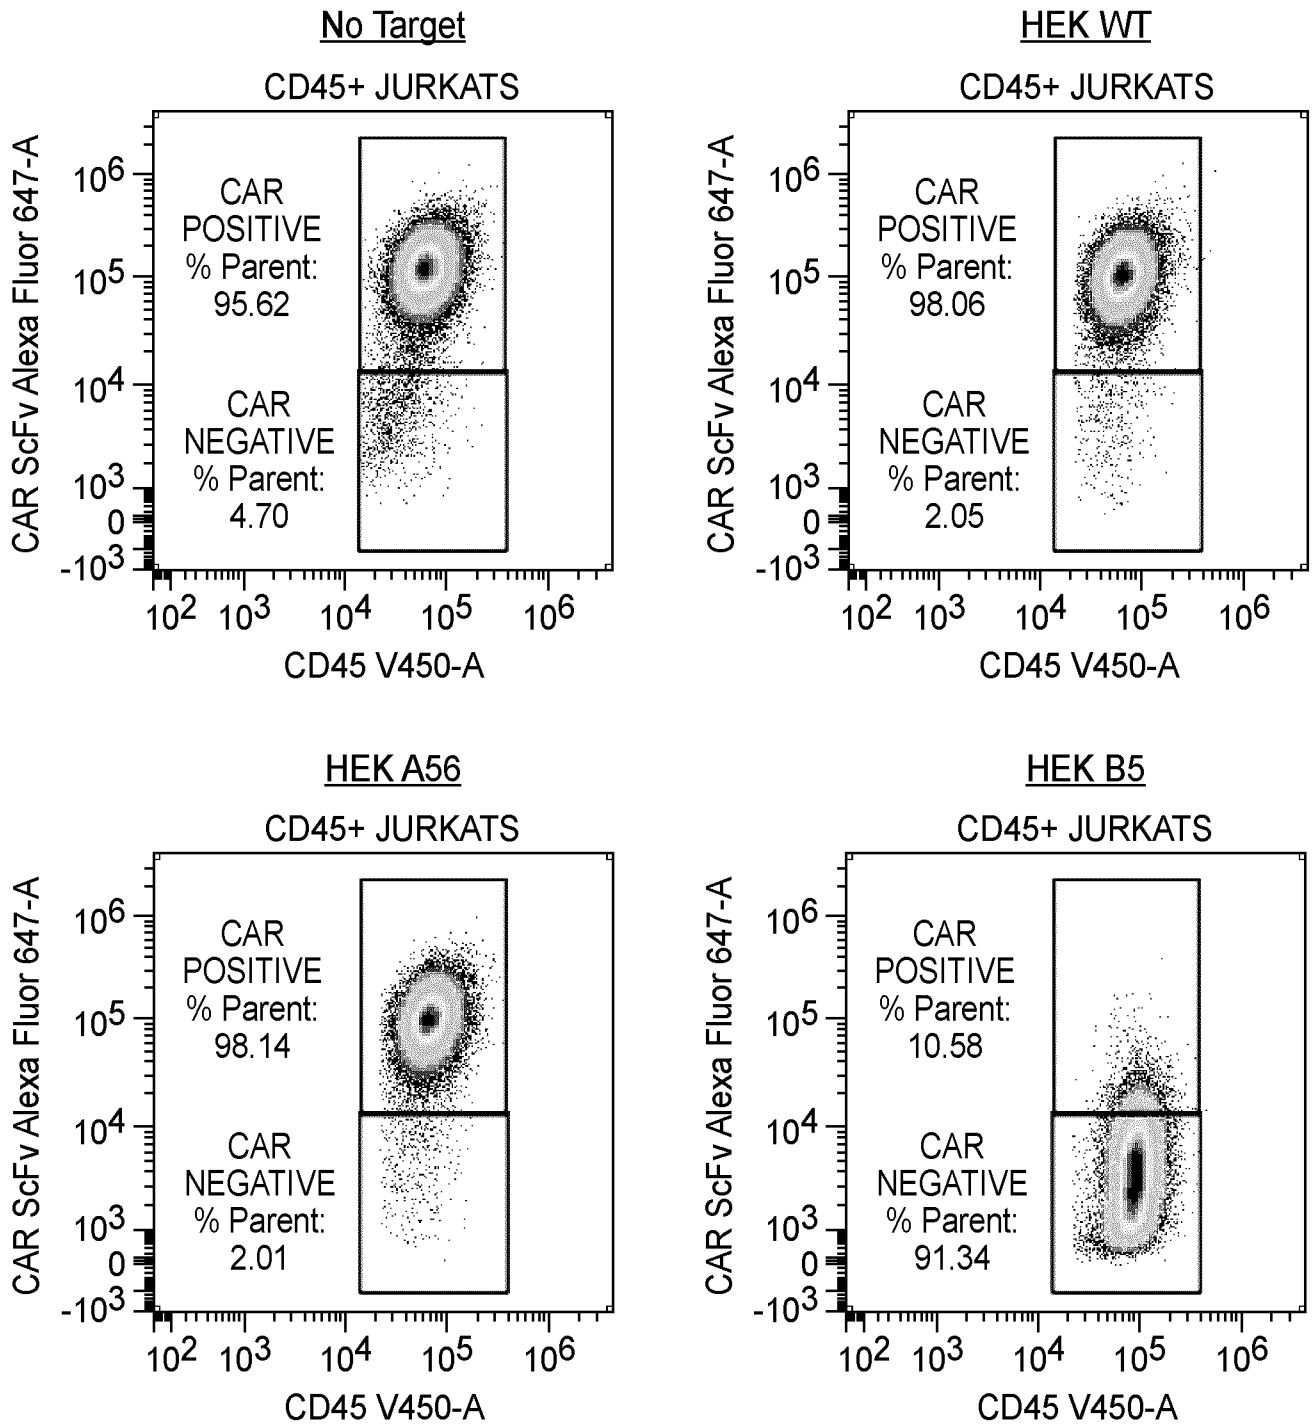 No Target
CD45+ JURKATS
CAR ScFv Alexa Fluor 647-A
10^6
10^5
10^4
10^3
0
-10^3
CAR
POSITIVE
% Parent:
95.62
CAR
NEGATIVE
% Parent:
4.70
10^2 10^3 10^4 10^5 10^6
CD45 V450-A
HEK WT
CD45+ JURKATS
CAR ScFv Alexa Fluor 647-A
10^6
10^5
10^4
10^3
0
-10^3
CAR
POSITIVE
% Parent:
98.06
CAR
NEGATIVE
% Parent:
2.05
10^2 10^3 10^4 10^5 10^6
CD45 V450-A
HEK A56
CD45+ JURKATS
CAR ScFv Alexa Fluor 647-A
10^6
10^5
10^4
10^3
0
-10^3
CAR
POSITIVE
% Parent:
98.14
CAR
NEGATIVE
% Parent:
2.01
10^2 10^3 10^4 10^5 10^6
CD45 V450-A
HEK B5
CD45+ JURKATS
CAR ScFv Alexa Fluor 647-A
10^6
10^5
10^4
10^3
0
-10^3
CAR
POSITIVE
% Parent:
10.58
CAR
NEGATIVE
% Parent:
91.34
10^2 10^3 10^4 10^5 10^6
CD45 V450-A